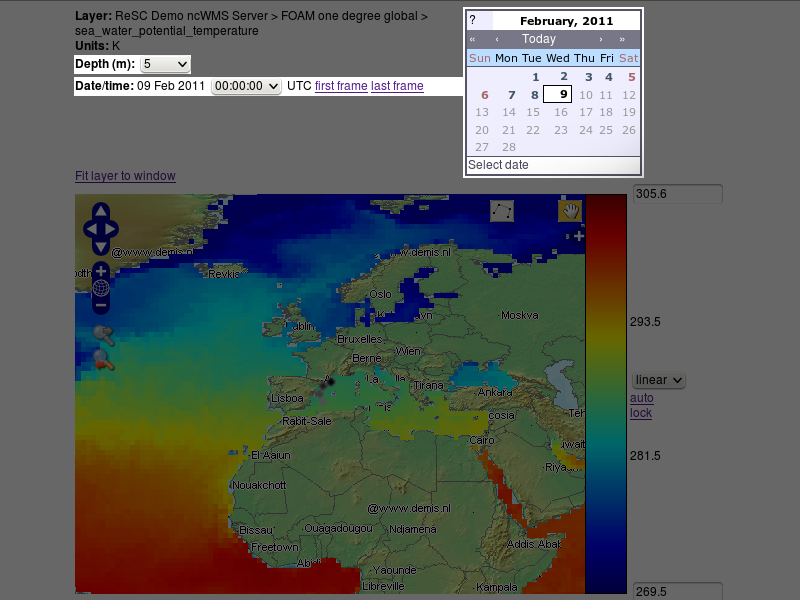 Layer: ReSC Demo ncWMS Server > FOAM one degree global >
sea_water_potential_temperature
Units: K
Depth (m): 5
Date/time: 09 Feb 2011 00:00:00 UTC first frame last frame
? February, 2011
« ‹ Today › »
Sun Mon Tue Wed Thu Fri Sat
1 2 3 4 5
6 7 8 9 10 11 12
13 14 15 16 17 18 19
20 21 22 23 24 25 26
27 28
Select date
Fit layer to window
305.6
@www.demis.nl
Reykja
Oslo
Moskva
293.5
Bruxelles
Wien
Berne
linear
Tirana
Ankara
auto
Lisboa
lock
Rabit-Sale
Cairo
El-Aaiun
281.5
Nouakchott
@www.demis.nl
Bissau
Ouagadougou
Ndjamena
Freetown
Addis Abab
Yaounde
Libreville
Kampala
269.5